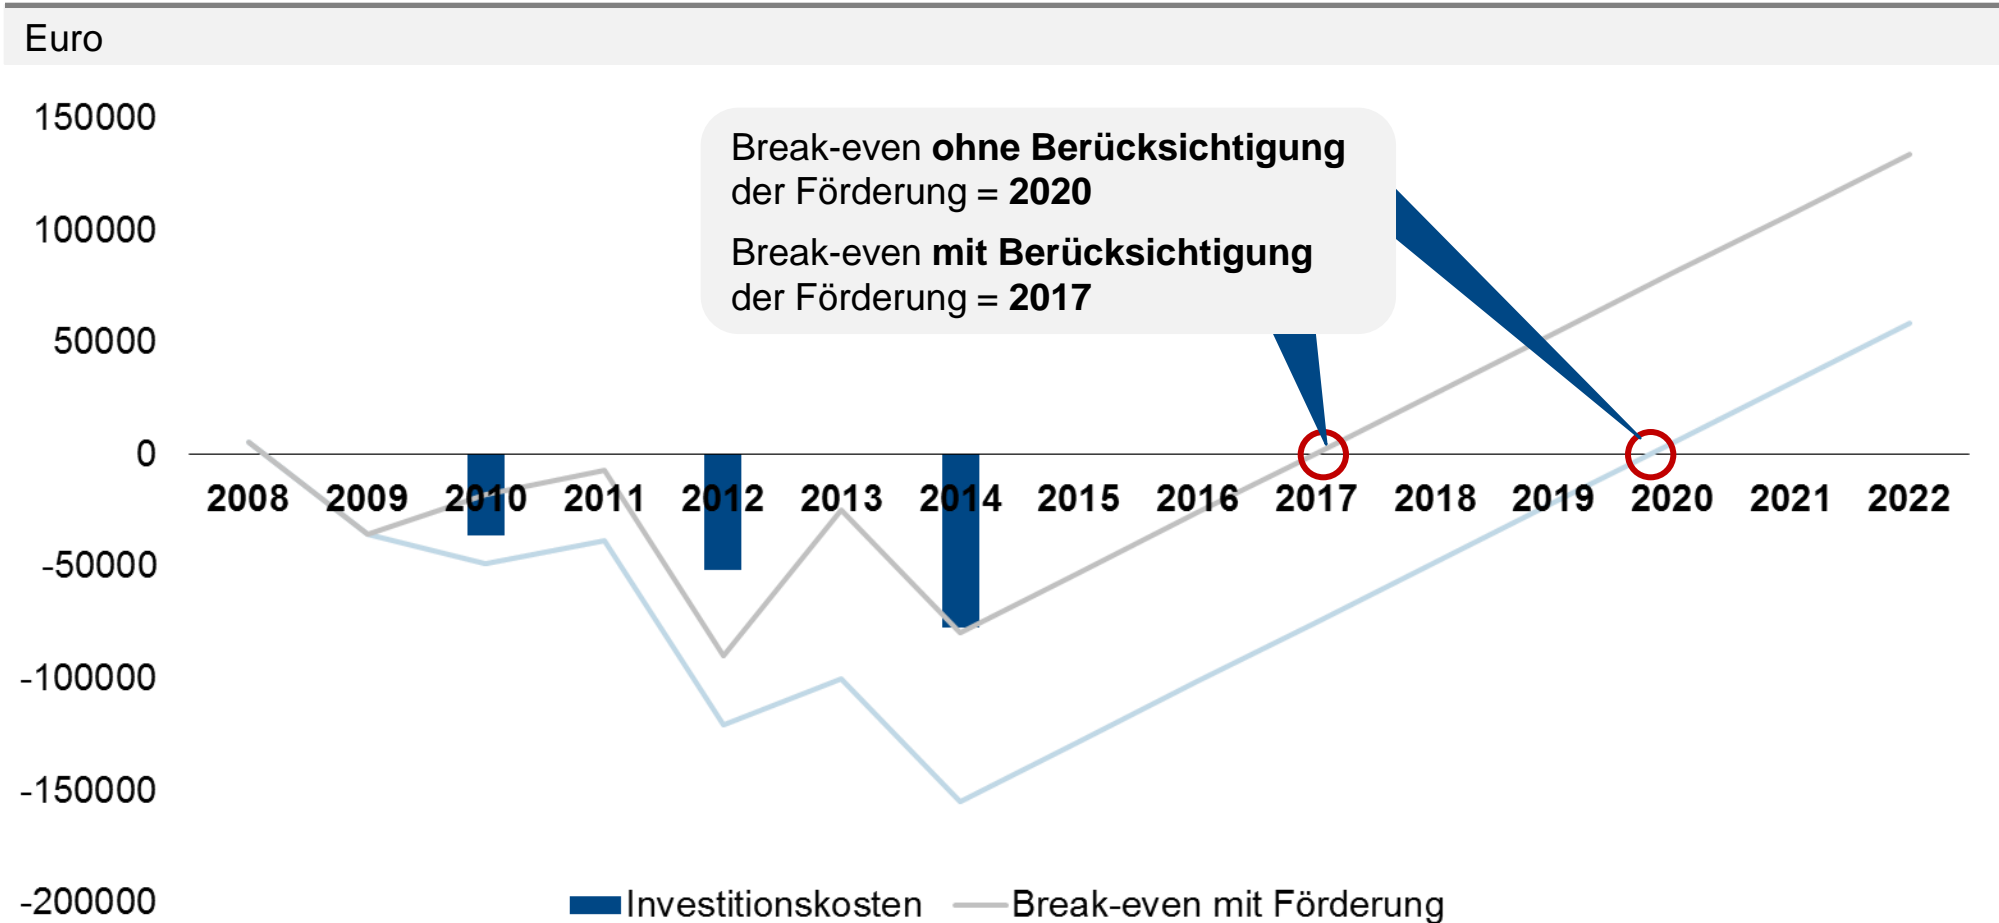 Euro
150000
100000
50000
0
-50000
-100000
-150000
-200000
Break-even ohne Berücksichtigung
der Förderung = 2020
Break-even mit Berücksichtigung
der Förderung = 2017
2008 2009 2010 2011 2012 2013 2014 2015 2016 2017 2018 2019 2020 2021 2022
Investitionskosten Break-even mit Förderung